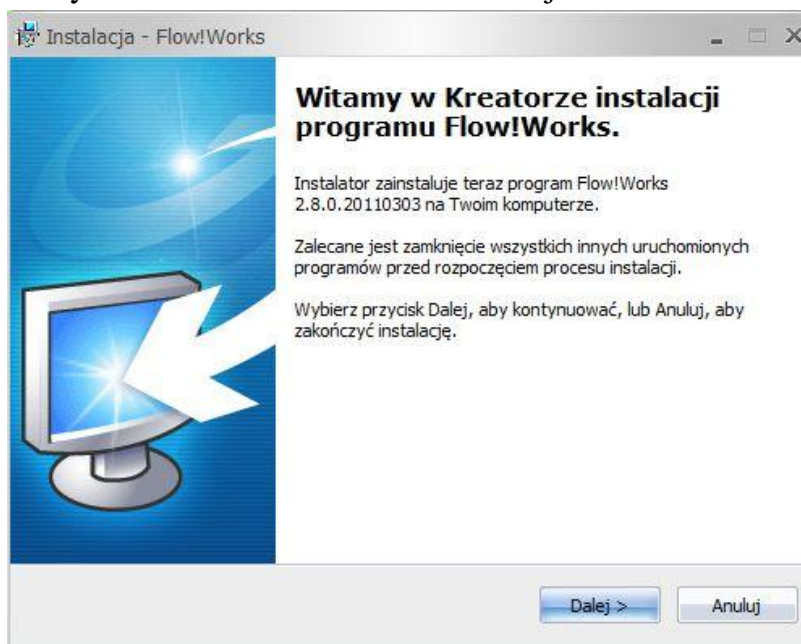 Instalacja - Flow!Works
Witamy w Kreatorze instalacji
programu Flow!Works.
Instalator zainstaluje teraz program Flow!Works
2.8.0.20110303 na Twoim komputerze.
Zalecane jest zamknięcie wszystkich innych uruchomionych
programów przed rozpoczęciem procesu instalacji.
Wybierz przycisk Dalej, aby kontynuować, lub Anuluj, aby
zakończyć instalację.
Dalej >
Anuluj